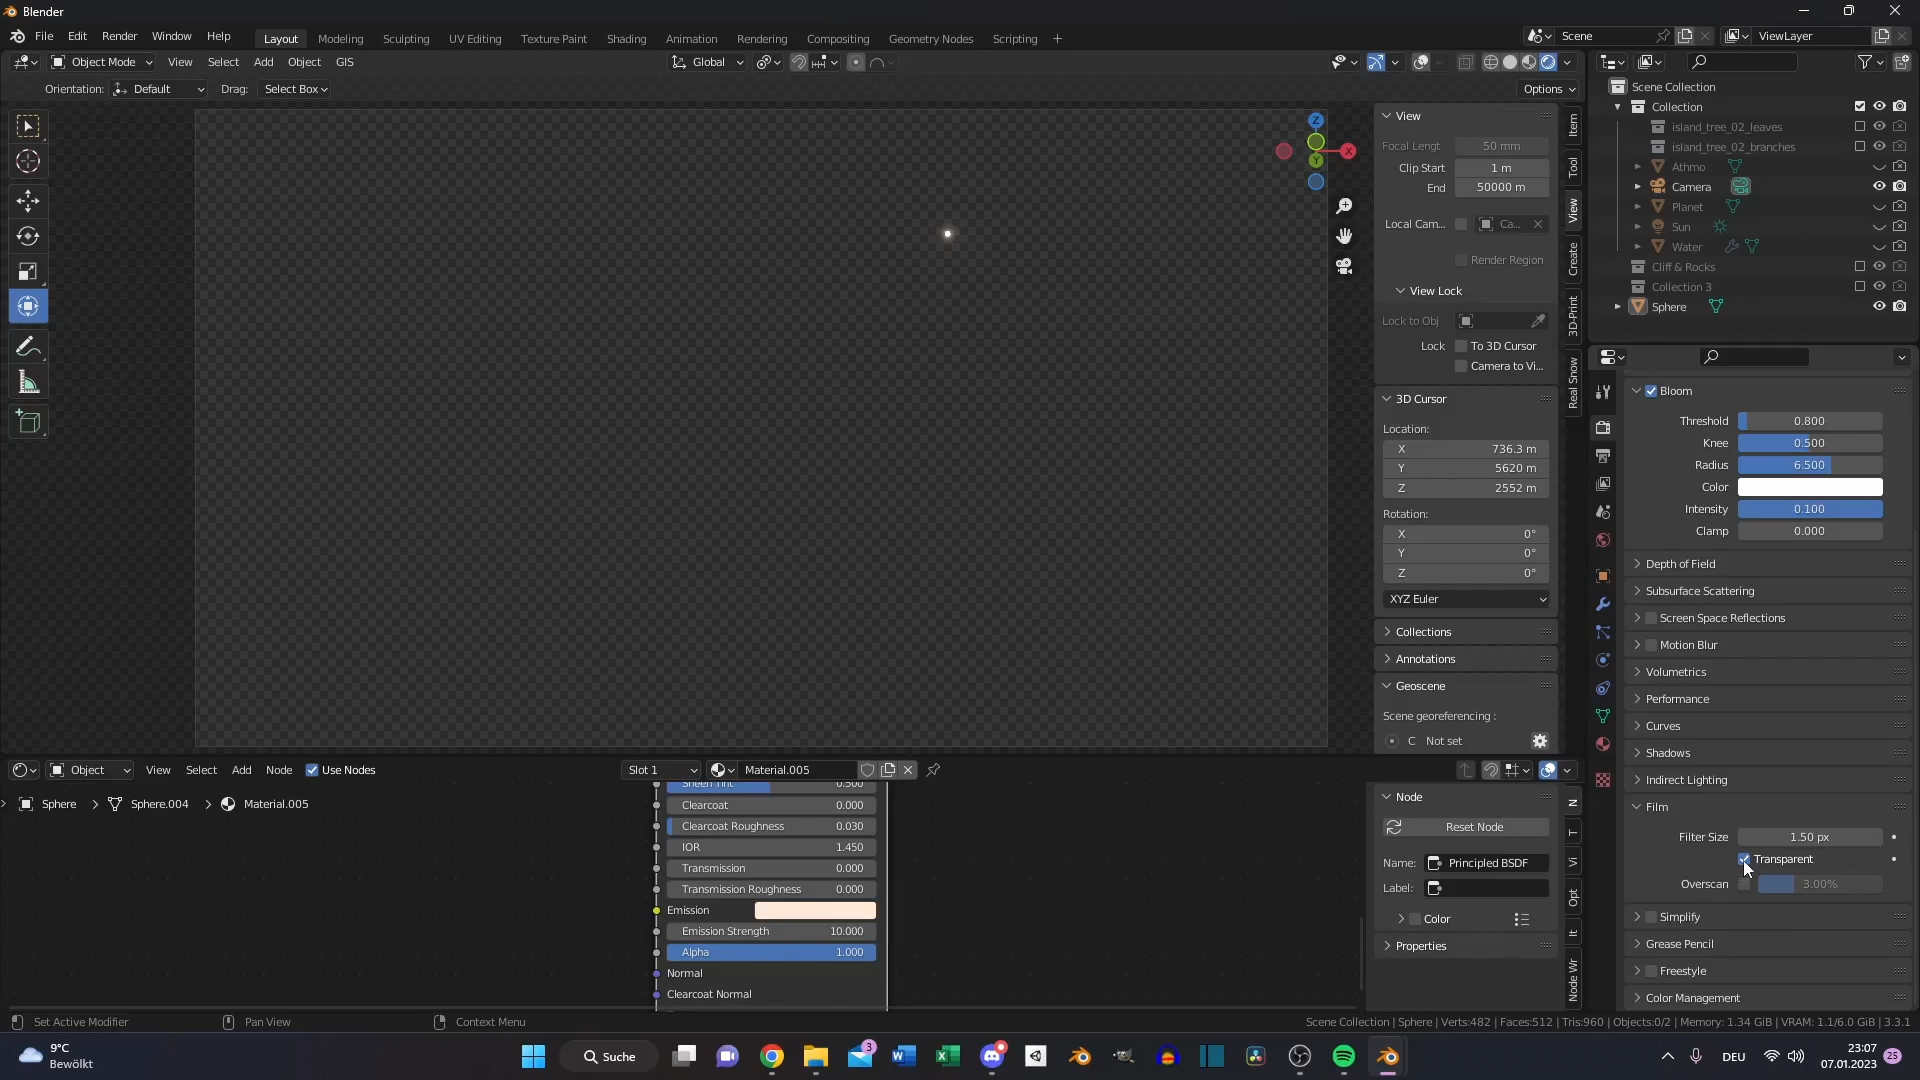 Blender
File Edit Render Window Help
Layout Modeling Sculpting UV Editing Texture Paint Shading Animation Rendering Compositing Geometry Nodes Scripting +
Scene
ViewLayer
Object Mode View Select Add Object GIS
Global
Orientation: Default Drag: Select Box
Options
Z
Y
X
View
Focal Lengt 50 mm
Clip Start 1 m
End 50000 m
Local Cam... Ca...
Render Region
View Lock
Lock to Obj
Lock To 3D Cursor
Camera to Vi...
3D Cursor
Location:
X 736.3 m
Y 5620 m
Z 2552 m
Rotation:
X 0°
Y 0°
Z 0°
XYZ Euler
Collections
Annotations
Geoscene
Scene georeferencing :
C Not set
Item
Tool
View
Create
3D-Print
Real Snow
Scene Collection
Collection
island_tree_02_leaves
island_tree_02_branches
Athmo
Camera
Planet
Sun
Water
Cliff & Rocks
Collection 3
Sphere
Bloom
Threshold 0.800
Knee 0.500
Radius 6.500
Color
Intensity 0.100
Clamp 0.000
Depth of Field
Subsurface Scattering
Screen Space Reflections
Motion Blur
Volumetrics
Performance
Curves
Shadows
Indirect Lighting
Film
Filter Size 1.50 px
Transparent
Overscan 3.00%
Simplify
Grease Pencil
Freestyle
Color Management
Object View Select Add Node Use Nodes
Slot 1
Material.005
Sphere > Sphere.004 > Material.005
Sheen Tint 0.500
Clearcoat 0.000
Clearcoat Roughness 0.030
IOR 1.450
Transmission 0.000
Transmission Roughness 0.000
Emission
Emission Strength 10.000
Alpha 1.000
Normal
Clearcoat Normal
Node
Reset Node
Name: Principled BSDF
Label:
Color
Properties
N
T
Vi
Opt
It
Node Wr
Set Active Modifier
Pan View
Context Menu
Scene Collection | Sphere | Verts:482 | Faces:512 | Tris:960 | Objects:0/2 | Memory: 1.34 GiB | VRAM: 1.1/6.0 GiB | 3.3.1
9°C
Bewölkt
Suche
3
DEU
23:07
07.01.2023
25